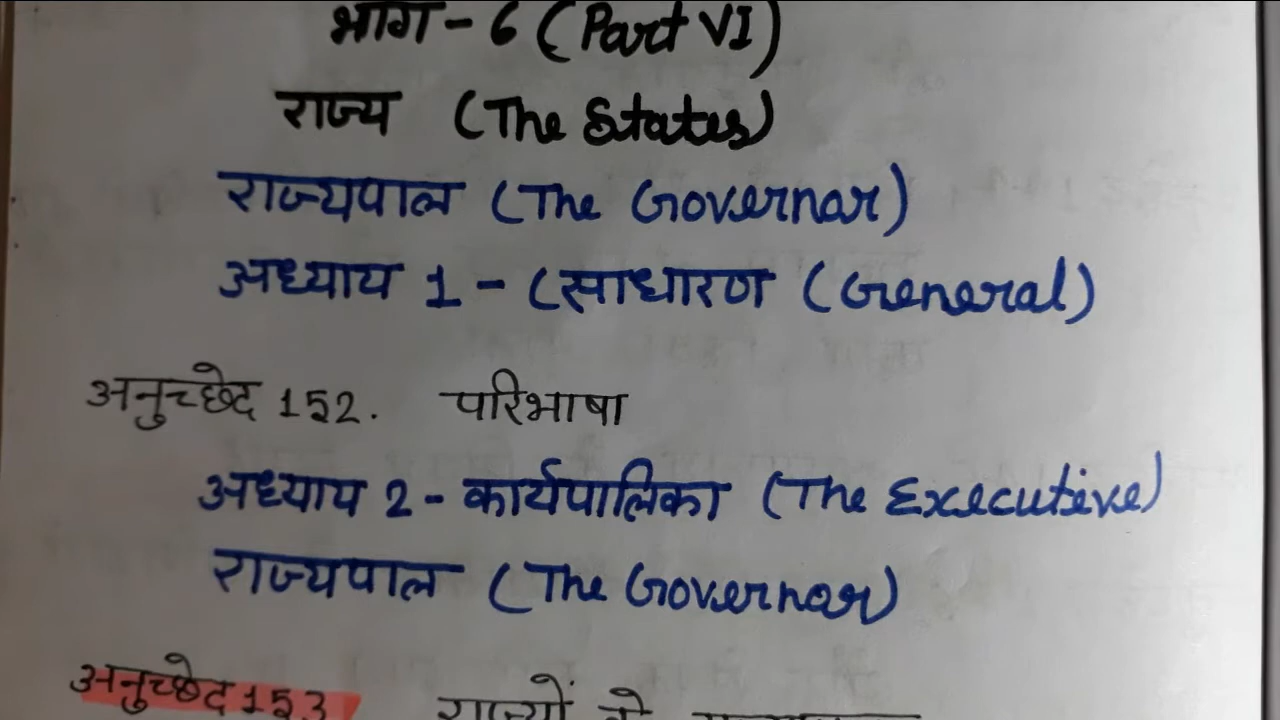 भाग - 6 (Part VI)
राज्य (The States)
राज्यपाल (The Governar)
अध्याय 1 - (साधारण (General)
अनुच्छेद 152. परिभाषा
अध्याय 2 - कार्यपालिका (The Executive)
राज्यपाल (The Governor)
अनुच्छेद 153 राज्यों के